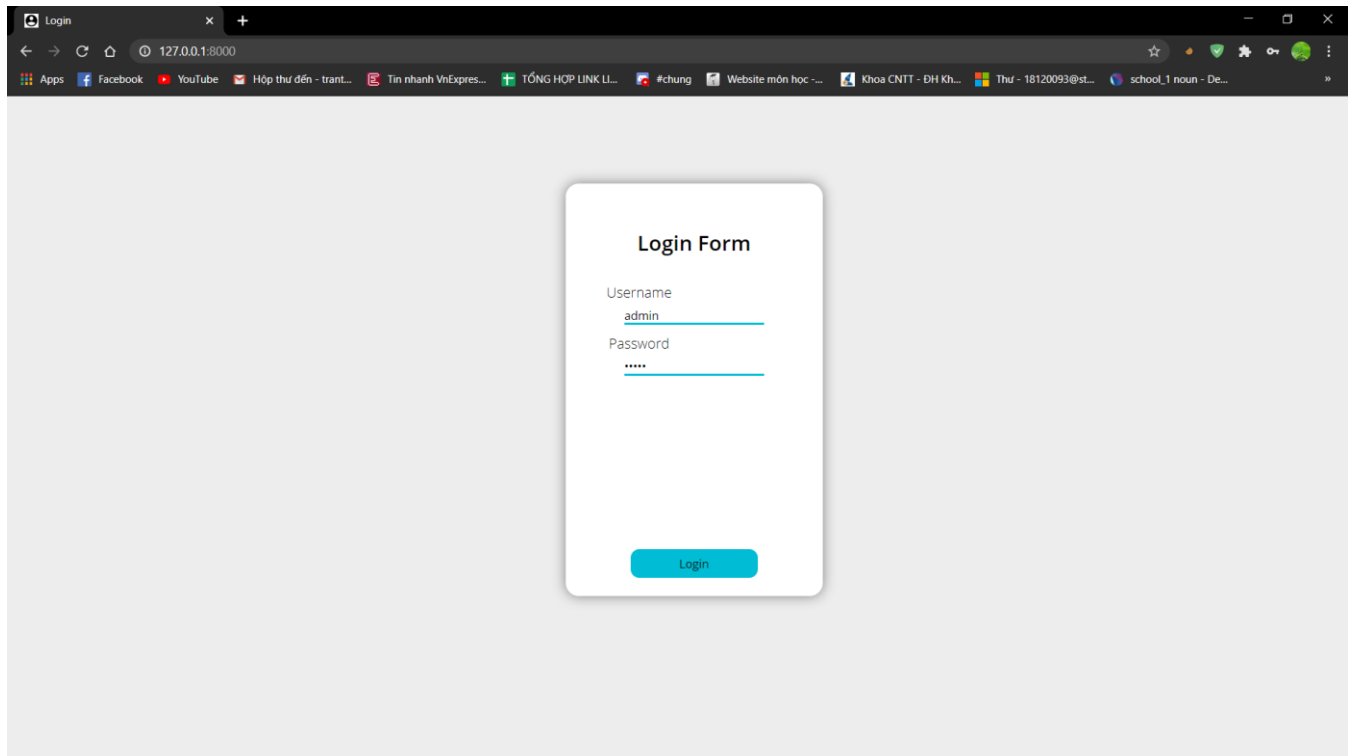 Login
127.0.0.1:8000
Apps Facebook YouTube Hộp thư đến - trant... Tin nhanh VnExpres... TỔNG HỢP LINK LI... #chung Website môn học -... Khoa CNTT - ĐH Kh... Thư - 18120093@st... school_1 noun - De... »
Login Form
Username
admin
Password
•••••
Login